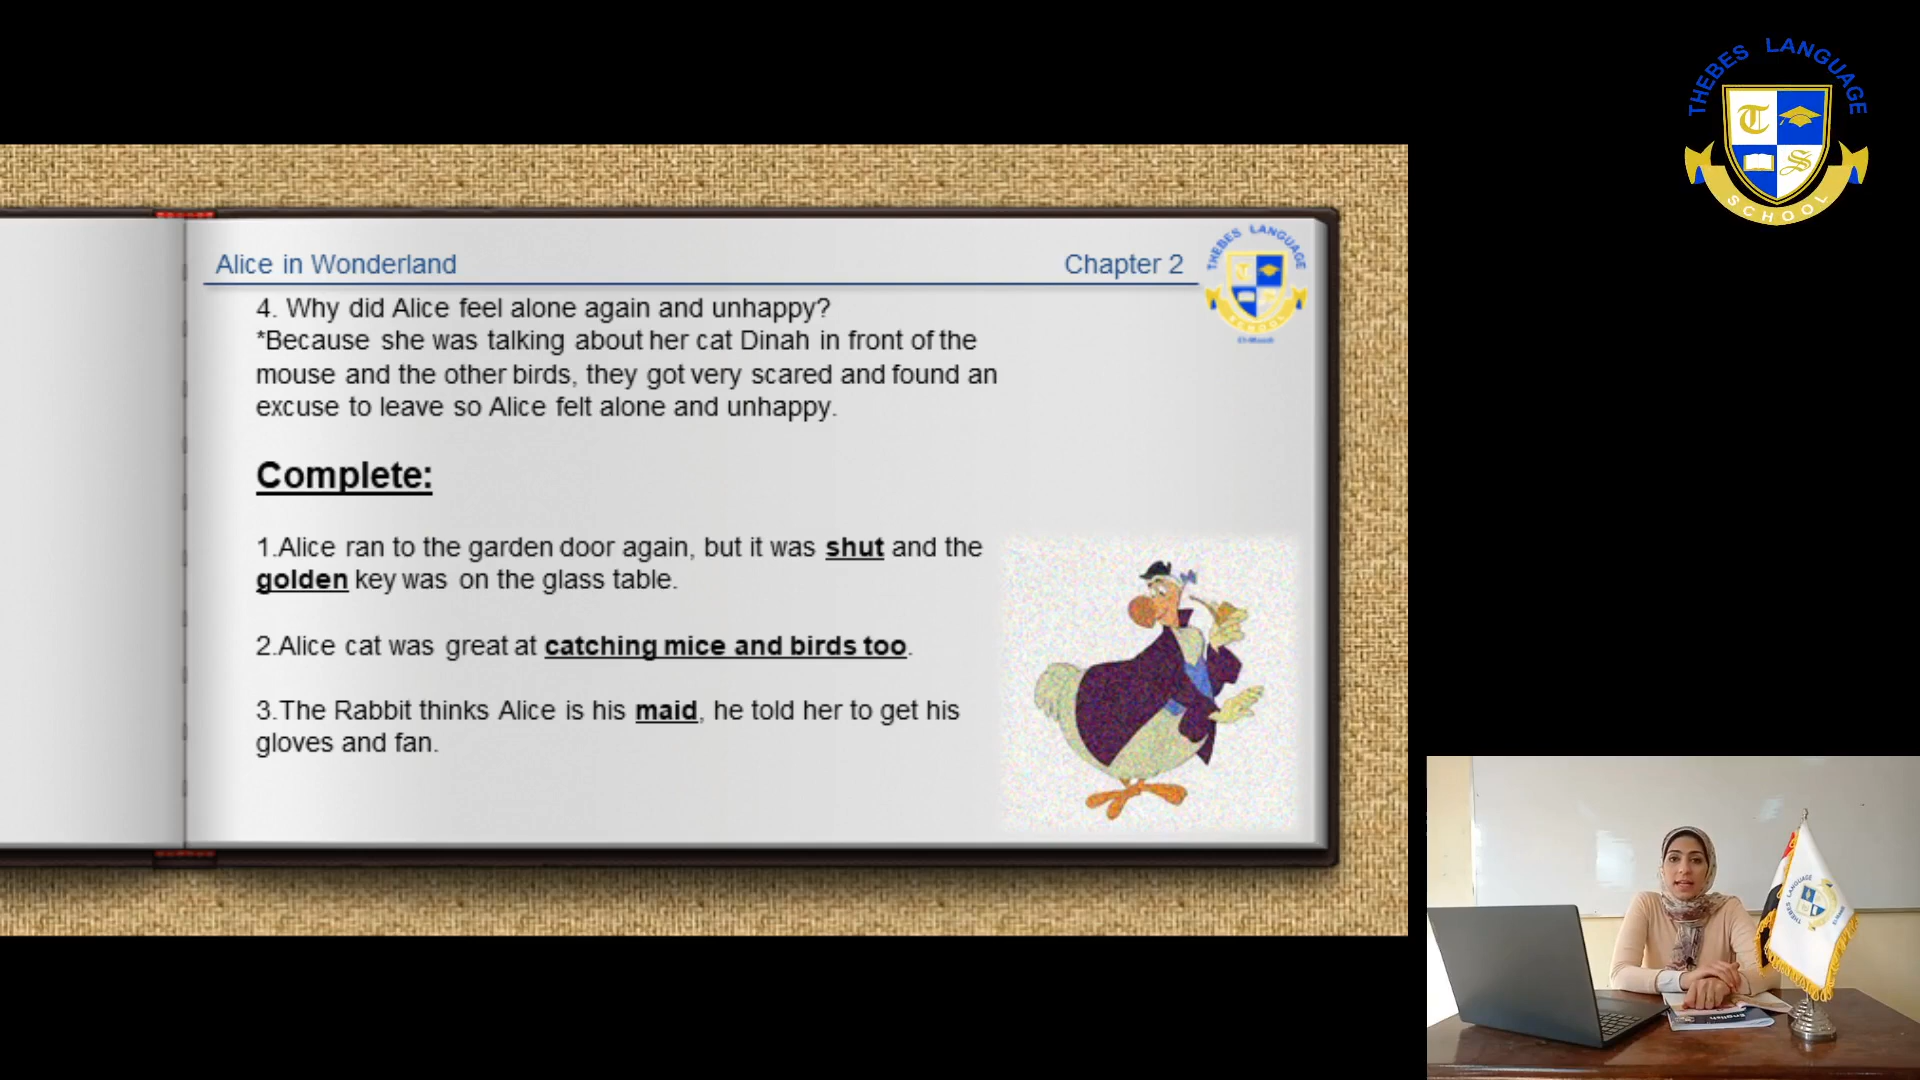 THEBES LANGUAGE
T
S
SCHOOL
Alice in Wonderland
Chapter 2
THEBES LANGUAGE
SCHOOL
El-Maadi
4. Why did Alice feel alone again and unhappy?
*Because she was talking about her cat Dinah in front of the
mouse and the other birds, they got very scared and found an
excuse to leave so Alice felt alone and unhappy.
Complete:
1.Alice ran to the garden door again, but it was shut and the
golden key was on the glass table.
2.Alice cat was great at catching mice and birds too.
3.The Rabbit thinks Alice is his maid, he told her to get his
gloves and fan.
THEBES LANGUAGE
English